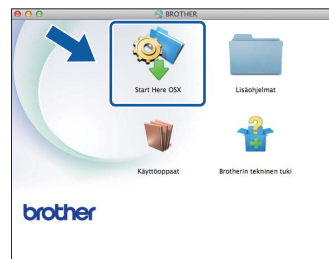 BROTHER
Start Here OSX
Lisäohjelmat
Käyttöoppaat
Brotherin tekninen tuki
brother